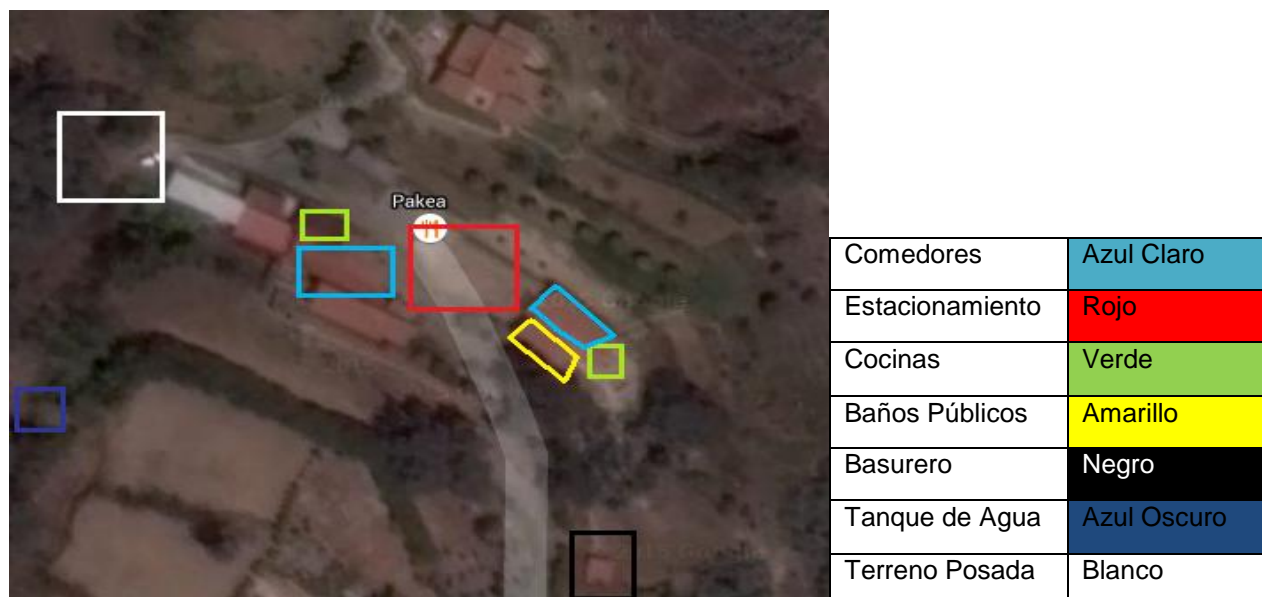 Pakea
Comedores Azul Claro
Estacionamiento Rojo
Cocinas Verde
Baños Públicos Amarillo
Basurero Negro
Tanque de Agua Azul Oscuro
Terreno Posada Blanco